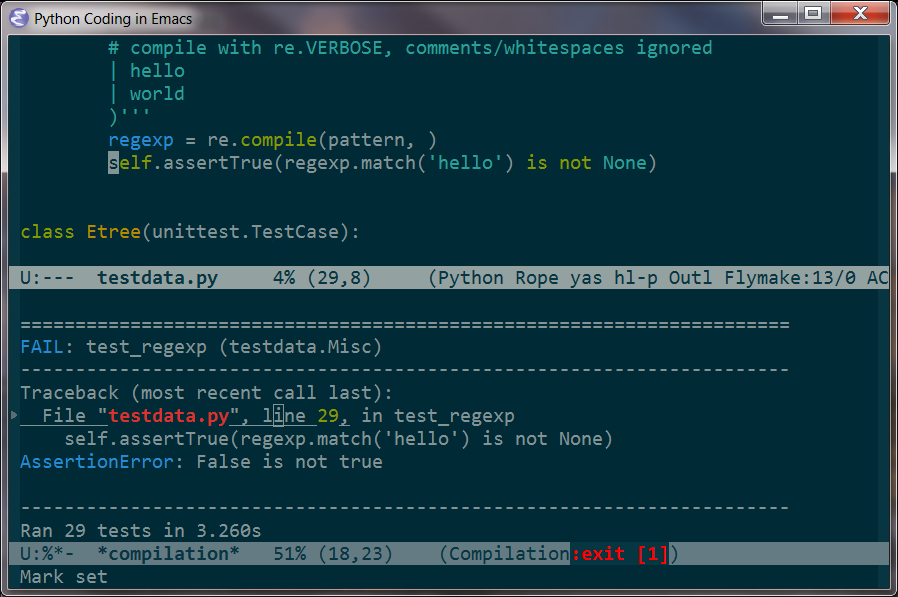 Python Coding in Emacs
# compile with re.VERBOSE, comments/whitespaces ignored
| hello
| world
)'''
regexp = re.compile(pattern, )
self.assertTrue(regexp.match('hello') is not None)
class Etree(unittest.TestCase):
U:--- testdata.py 4% (29,8) (Python Rope yas hl-p Outl Flymake:13/0 AC
======================================================================
FAIL: test_regexp (testdata.Misc)
----------------------------------------------------------------------
Traceback (most recent call last):
File "testdata.py", line 29, in test_regexp
self.assertTrue(regexp.match('hello') is not None)
AssertionError: False is not true
----------------------------------------------------------------------
Ran 29 tests in 3.260s
U:%*- *compilation* 51% (18,23) (Compilation:exit [1])
Mark set